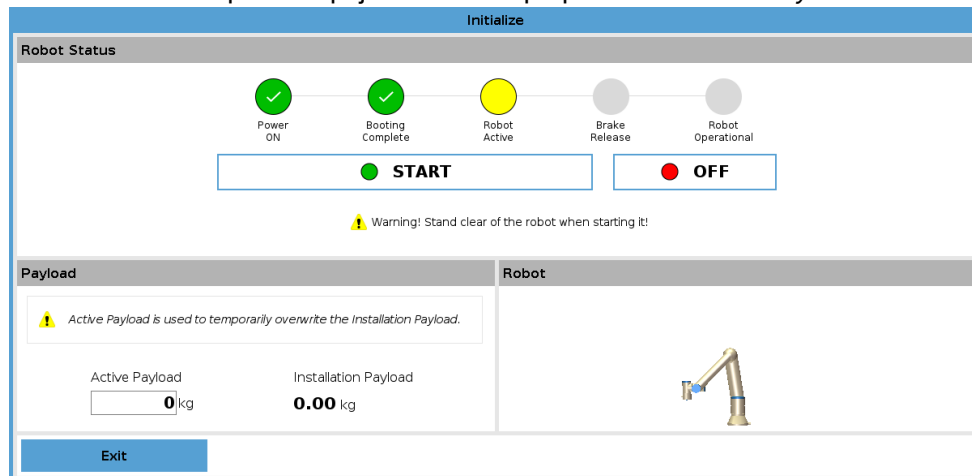 Initialize
Robot Status
Power
ON
Booting
Complete
Robot
Active
Brake
Release
Robot
Operational
START
OFF
Warning! Stand clear of the robot when starting it!
Payload
Robot
Active Payload is used to temporarily overwrite the Installation Payload.
Active Payload
Installation Payload
0 kg
0.00 kg
Exit